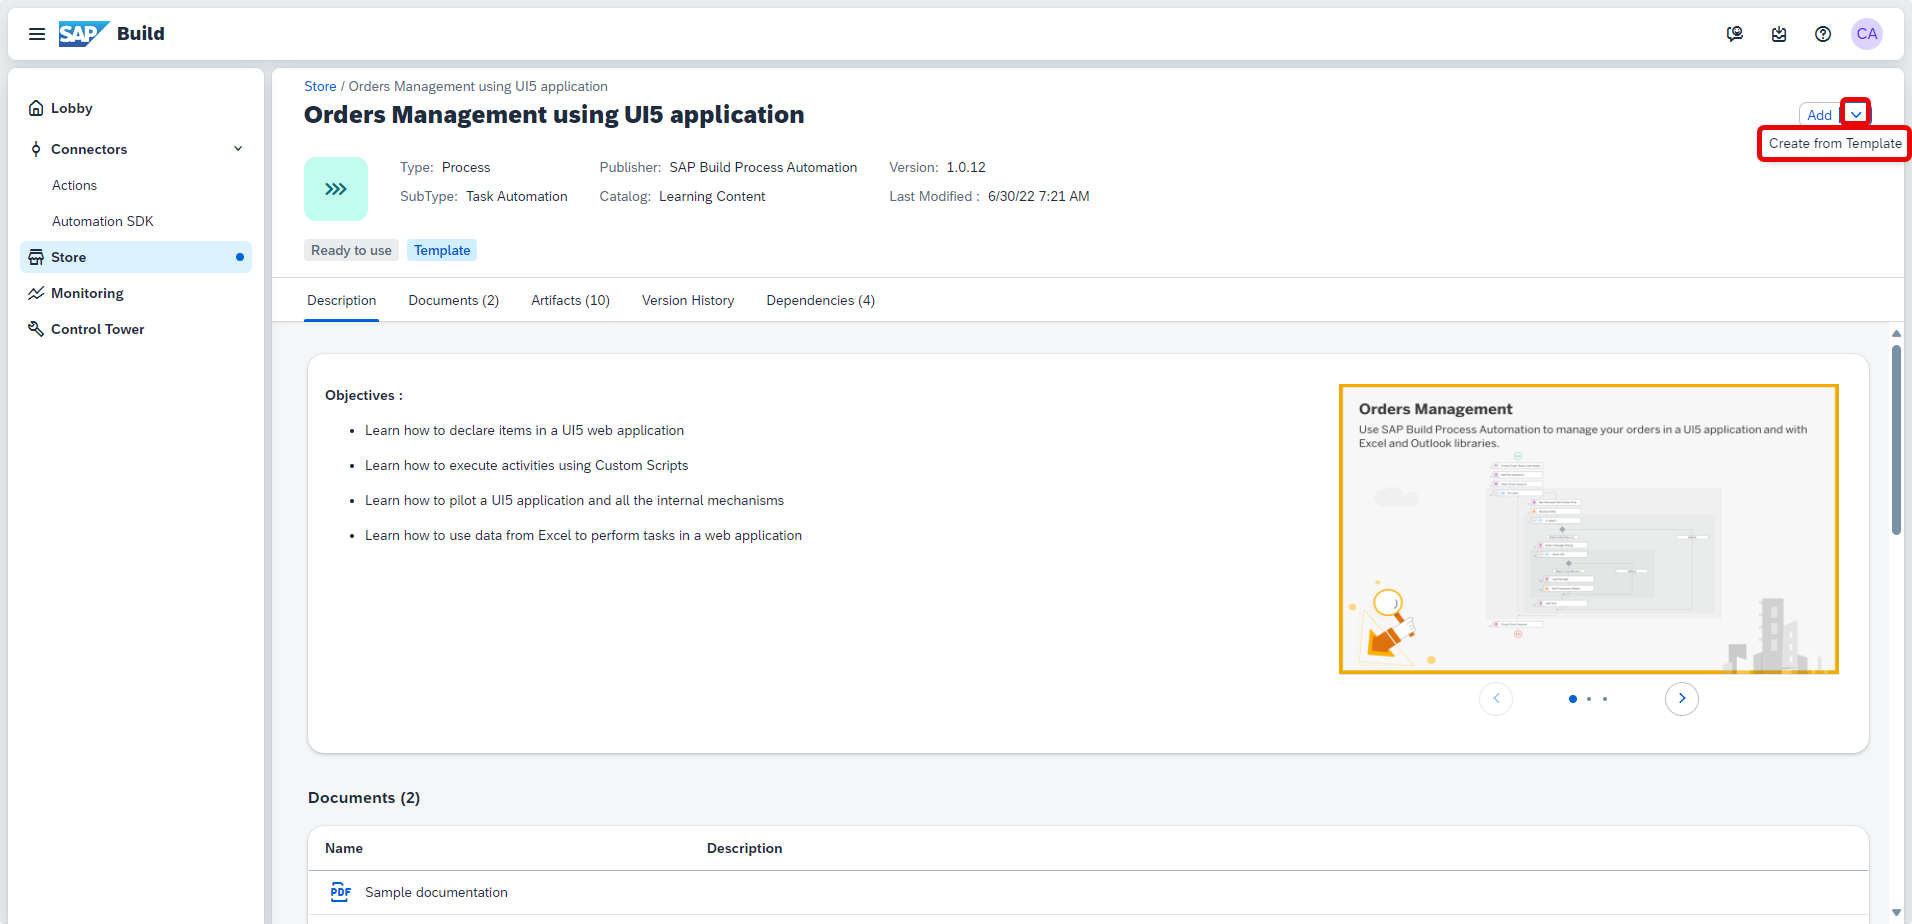 SAP Build
CA
Lobby
Connectors
Actions
Automation SDK
Store
Monitoring
Control Tower
Store / Orders Management using UI5 application
Orders Management using UI5 application
Add
Create from Template
Type: Process
Publisher: SAP Build Process Automation
Version: 1.0.12
SubType: Task Automation
Catalog: Learning Content
Last Modified : 6/30/22 7:21 AM
Ready to use
Template
Description
Documents (2)
Artifacts (10)
Version History
Dependencies (4)
Objectives :
• Learn how to declare items in a UI5 web application
• Learn how to execute activities using Custom Scripts
• Learn how to pilot a UI5 application and all the internal mechanisms
• Learn how to use data from Excel to perform tasks in a web application
Orders Management
Use SAP Build Process Automation to manage your orders in a UI5 application and with
Excel and Outlook libraries.
Documents (2)
Name
Description
PDF
Sample documentation